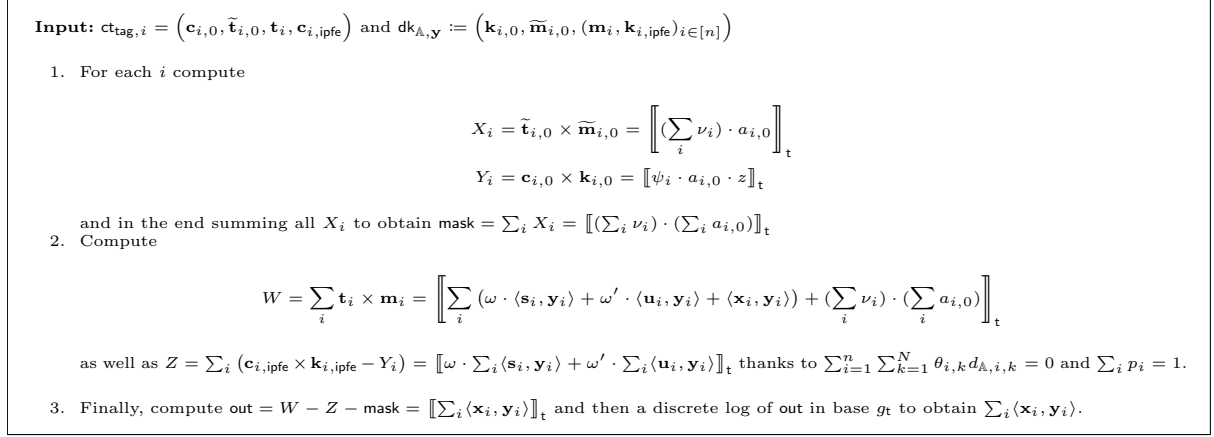 Input: ct_{tag,i} = (c_{i,0}, t̃_{i,0}, t_i, c_{i,ipfe}) and dk_{𝔸,y} := (k_{i,0}, m̃_{i,0}, (m_i, k_{i,ipfe})_{i∈[n]})
1. For each i compute
X_i = t̃_{i,0} × m̃_{i,0} = ⟦(∑_i ν_i) · a_{i,0}⟧_t
Y_i = c_{i,0} × k_{i,0} = ⟦ψ_i · a_{i,0} · z⟧_t
and in the end summing all X_i to obtain mask = ∑_i X_i = ⟦(∑_i ν_i) · (∑_i a_{i,0})⟧_t
2. Compute
W = ∑_i t_i × m_i = ⟦∑_i (ω · ⟨s_i, y_i⟩ + ω′ · ⟨u_i, y_i⟩ + ⟨x_i, y_i⟩) + (∑_i ν_i) · (∑_i a_{i,0})⟧_t
as well as Z = ∑_i (c_{i,ipfe} × k_{i,ipfe} − Y_i) = ⟦ω · ∑_i⟨s_i, y_i⟩ + ω′ · ∑_i⟨u_i, y_i⟩⟧_t thanks to ∑_{i=1}^n ∑_{k=1}^N θ_{i,k} d_{𝔸,i,k} = 0 and ∑_i p_i = 1.
3. Finally, compute out = W − Z − mask = ⟦∑_i⟨x_i, y_i⟩⟧_t and then a discrete log of out in base g_t to obtain ∑_i⟨x_i, y_i⟩.